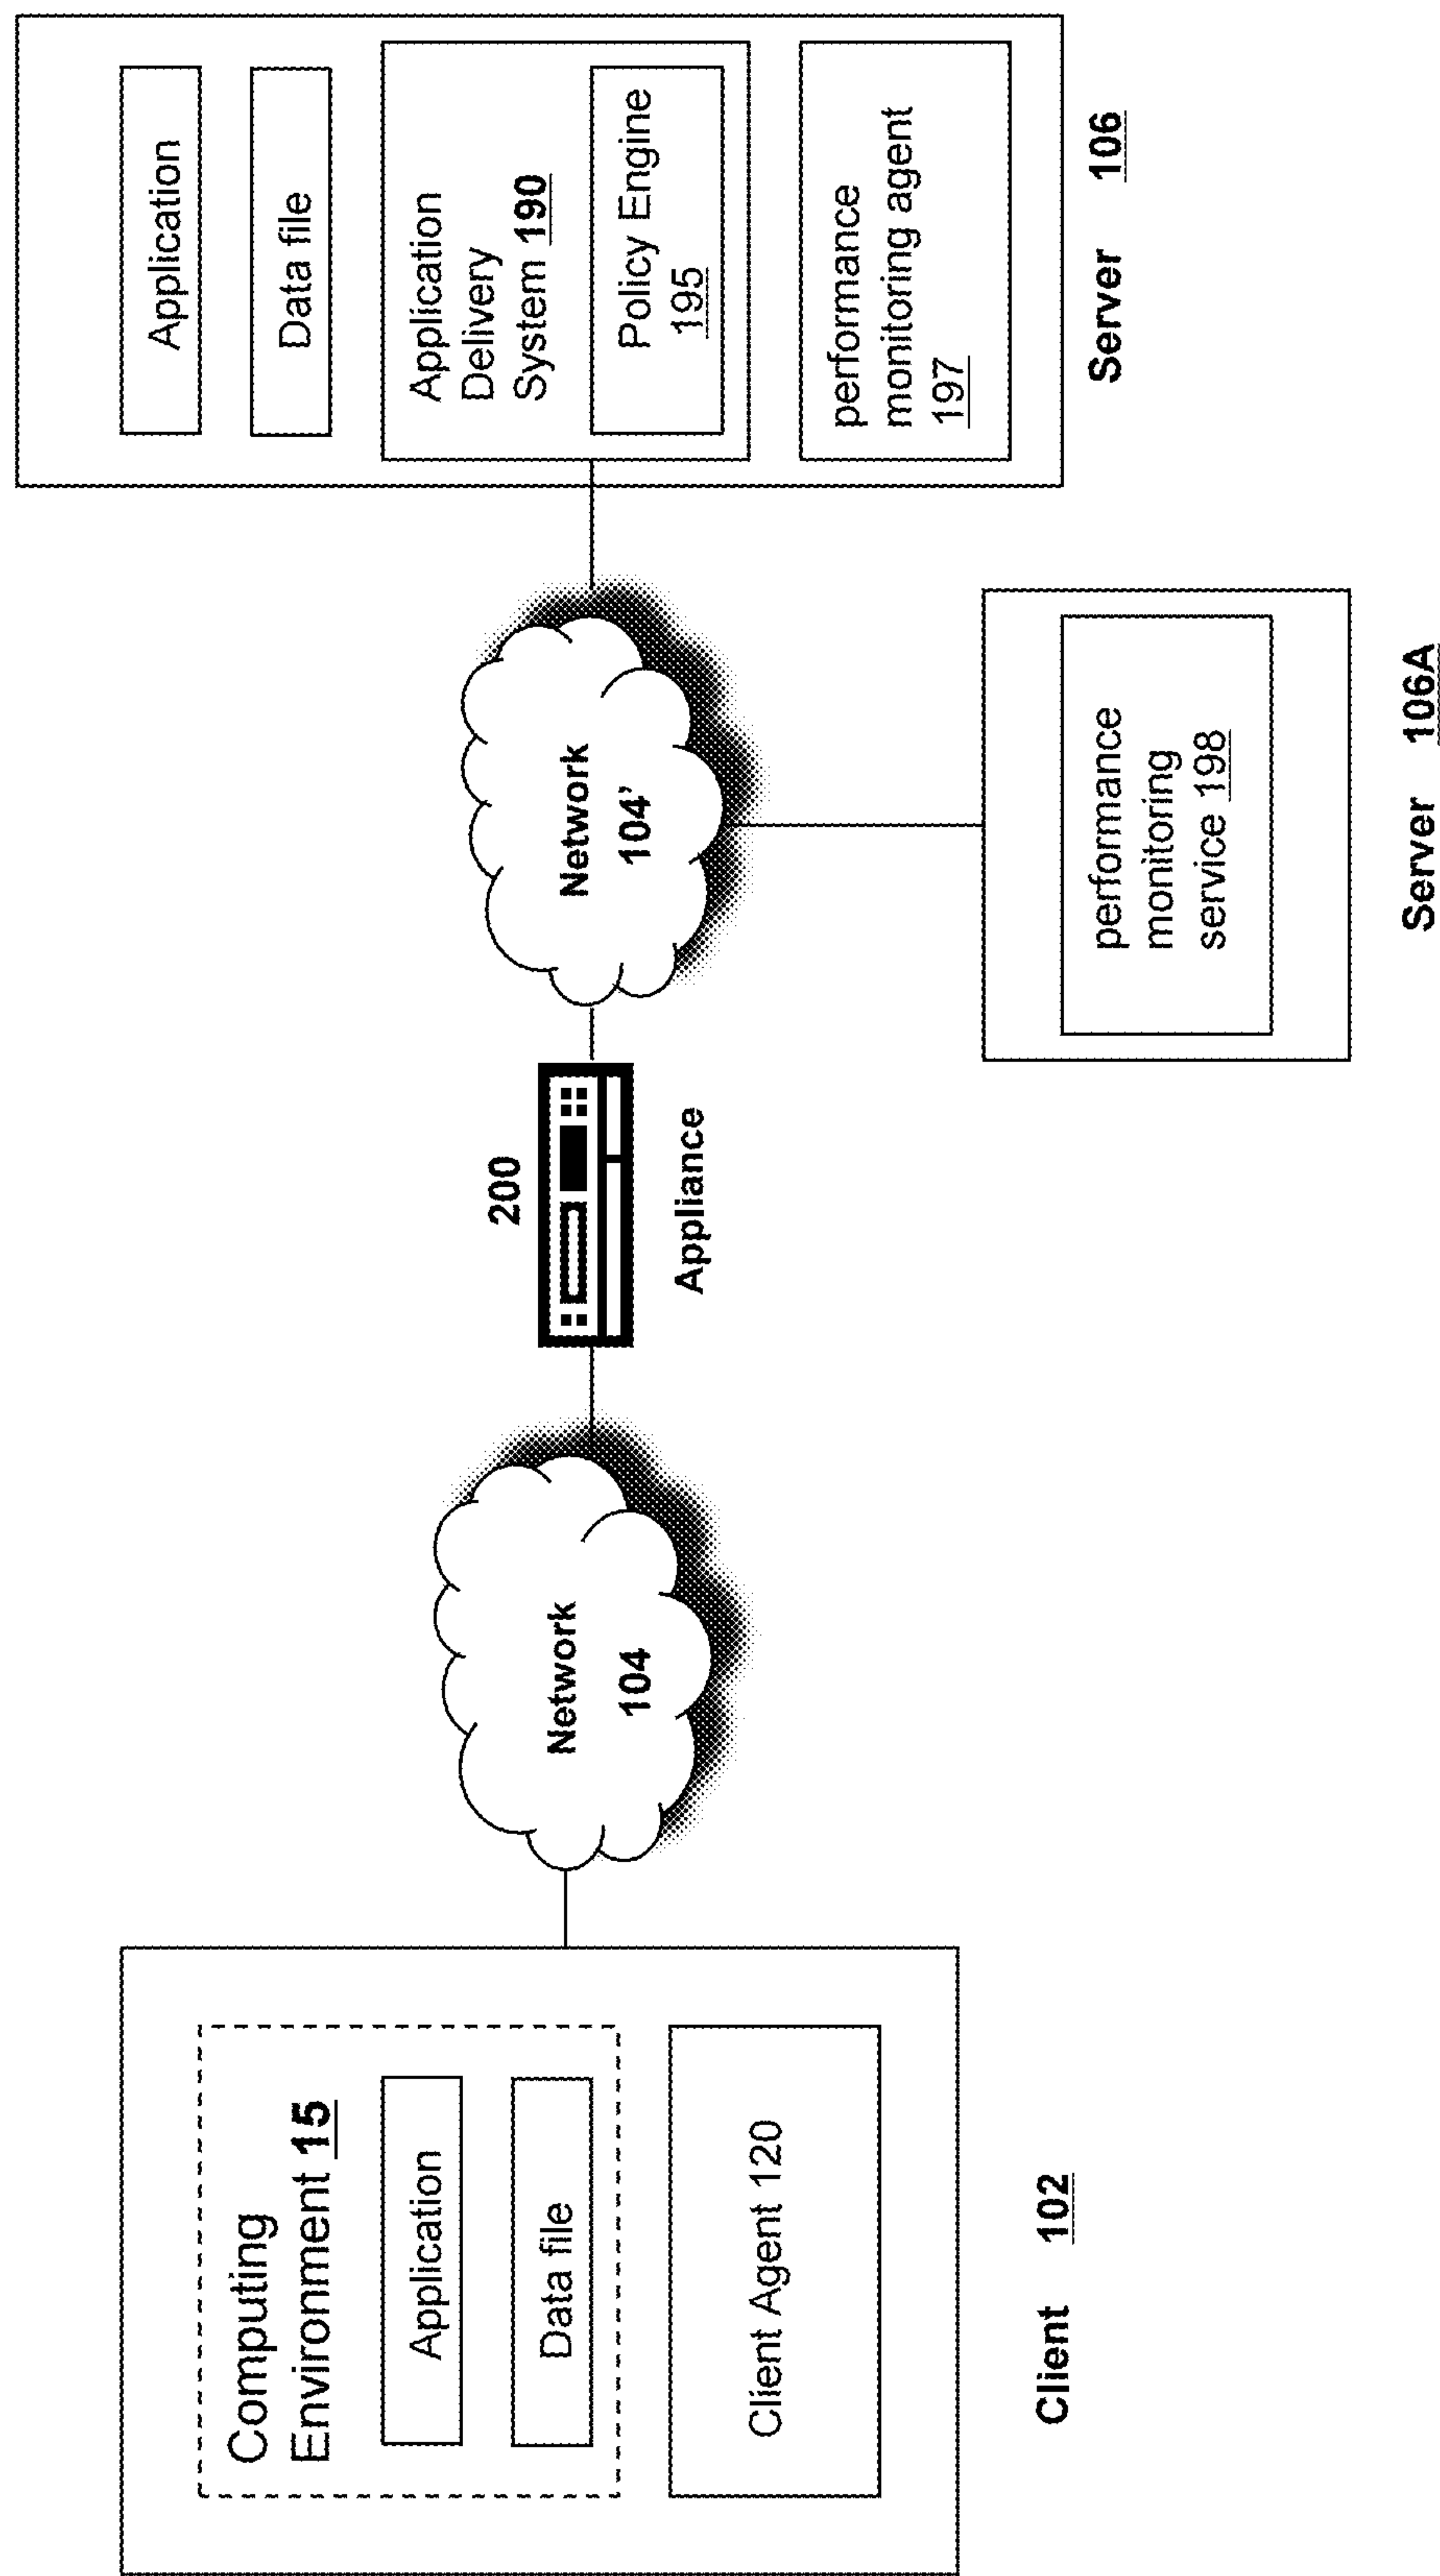 Computing
Environment 15
Application
Data file
Client Agent 120
Client 102
Network
104
200
Appliance
Network
104'
performance
monitoring
service 198
Server 106A
Application
Data file
Application
Delivery
System 190
Policy Engine
195
performance
monitoring agent
197
Server 106